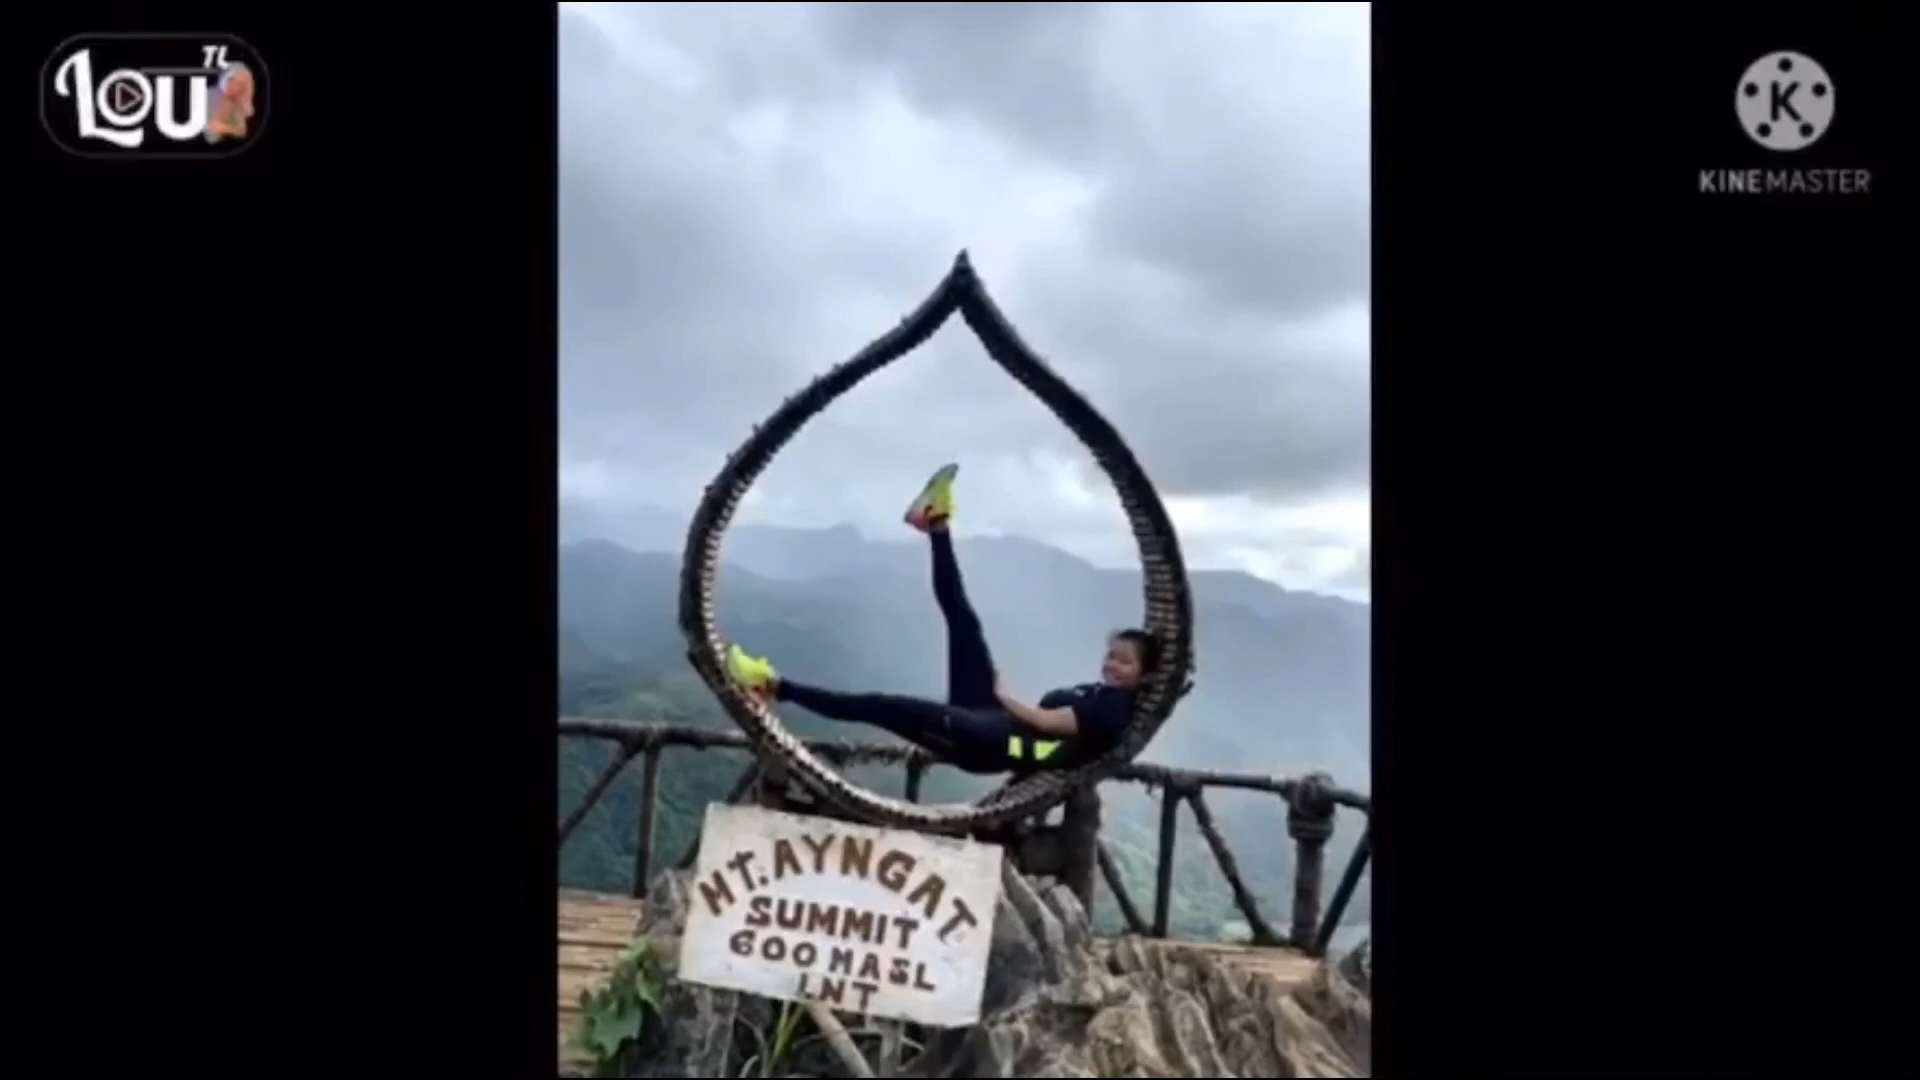 Lou TL
K
KINEMASTER
MT. AYNGAT
SUMMIT
600 MASL
LNT